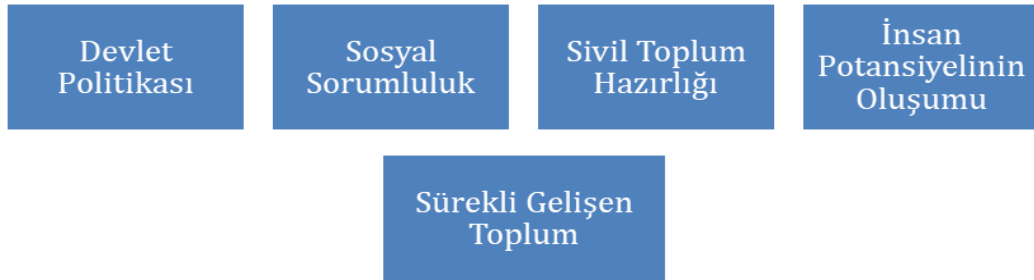 Devlet
Politikası
Sosyal
Sorumluluk
Sivil Toplum
Hazırlığı
İnsan
Potansiyelinin
Oluşumu
Sürekli Gelişen
Toplum